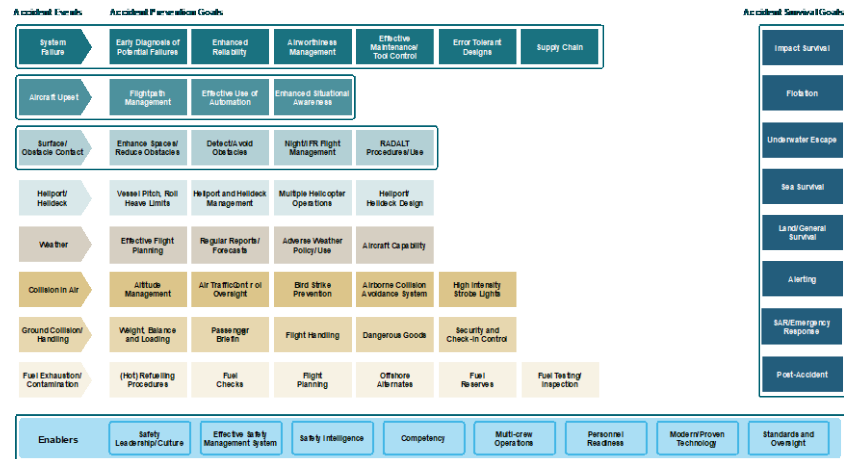 Accident Events
Accident Prevention Goals
Accident Survival Goals
System
Failure
Early Diagnosis of
Potential Failures
Enhanced
Reliability
Airworthiness
Management
Effective
Maintenance/
Tool Control
Error Tolerant
Designs
Supply Chain
Impact Survival
Aircraft Upset
Flightpath
Management
Effective Use of
Automation
Enhanced Situational
Awareness
Flotation
Surface/
Obstacle Contact
Enhance Spaces/
Reduce Obstacles
Detect/Avoid
Obstacles
Night/IFR Flight
Management
RADALT
Procedures/Use
Underwater Escape
Heliport/
Helideck
Vessel Pitch, Roll
Heave Limits
Heliport and Helideck
Management
Multiple Helicopter
Operations
Heliport/
Helideck Design
Sea Survival
Weather
Effective Flight
Planning
Regular Reports/
Forecasts
Adverse Weather
Policy/Use
Aircraft Capability
Land/General
Survival
Collision in Air
Altitude
Management
Air Traffic Control
Oversight
Bird Strike
Prevention
Airborne Collision
Avoidance System
High Intensity
Strobe Lights
Alerting
Ground Collision/
Handling
Weight, Balance
and Loading
Passenger
Briefin
Flight Handling
Dangerous Goods
Security and
Check-In Control
SAR/Emergency
Response
Fuel Exhaustion/
Contamination
(Hot) Refuelling
Procedures
Fuel
Checks
Flight
Planning
Offshore
Alternates
Fuel
Reserves
Fuel Testing/
Inspection
Post-Accident
Enablers
Safety
Leadership/Culture
Effective Safety
Management System
Safety Intelligence
Competency
Multi-crew
Operations
Personnel
Readiness
Modern/Proven
Technology
Standards and
Oversight